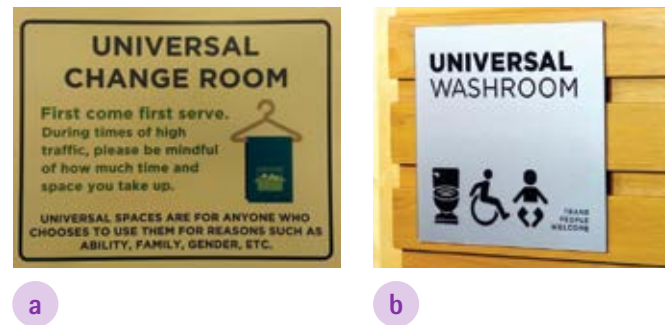 UNIVERSAL
CHANGE ROOM
First come first serve.
During times of high
traffic, please be mindful
of how much time and
space you take up.
UNIVERSAL SPACES ARE FOR ANYONE WHO
CHOOSES TO USE THEM FOR REASONS SUCH AS
ABILITY, FAMILY, GENDER, ETC.
a
UNIVERSAL
WASHROOM
TRANS
PEOPLE
WELCOME
b